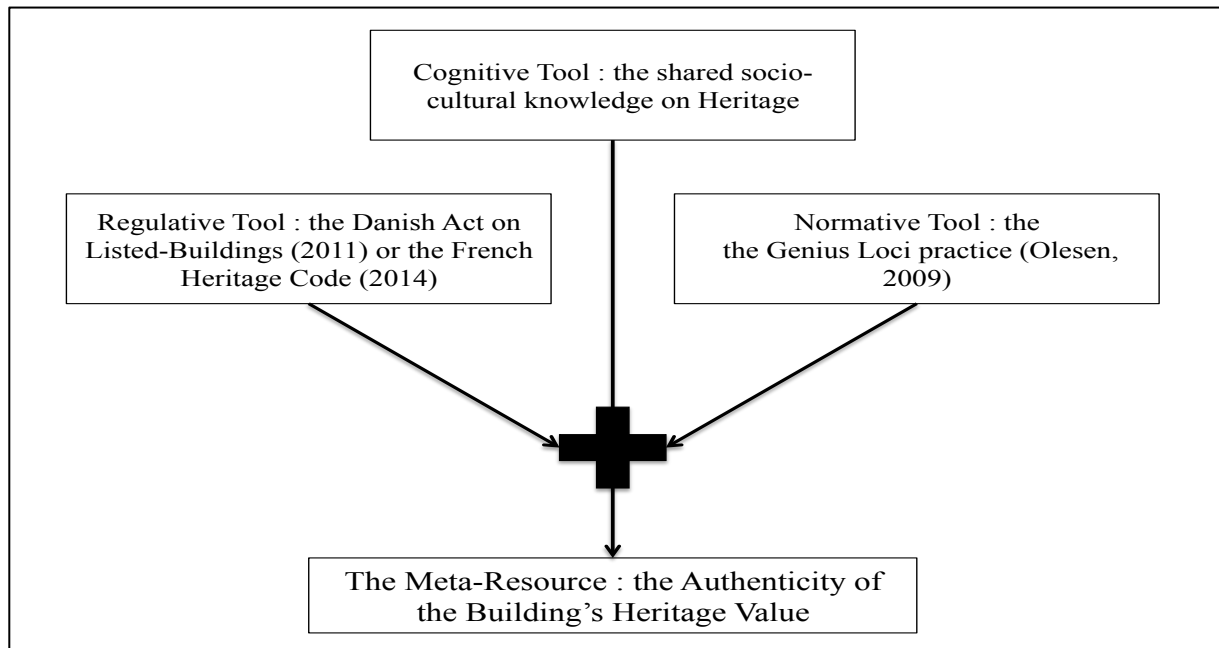 Cognitive Tool : the shared socio-
cultural knowledge on Heritage
Regulative Tool : the Danish Act on
Listed-Buildings (2011) or the French
Heritage Code (2014)
Normative Tool : the
the Genius Loci practice (Olesen,
2009)
The Meta-Resource : the Authenticity of
the Building’s Heritage Value